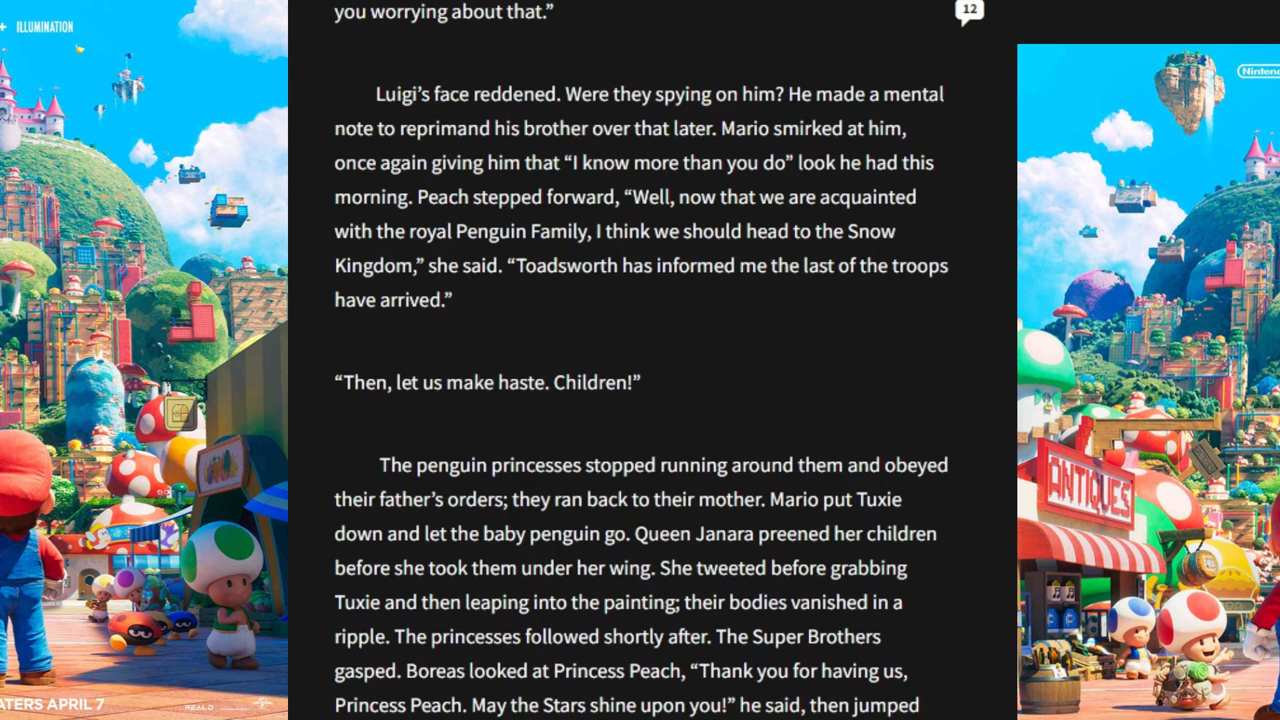 you worrying about that.”
12
ILLUMINATION
Luigi’s face reddened. Were they spying on him? He made a mental
note to reprimand his brother over that later. Mario smirked at him,
once again giving him that “I know more than you do” look he had this
morning. Peach stepped forward, “Well, now that we are acquainted
with the royal Penguin Family, I think we should head to the Snow
Kingdom,” she said. “Toadsworth has informed me the last of the troops
have arrived.”
“Then, let us make haste. Children!”
The penguin princesses stopped running around them and obeyed
their father’s orders; they ran back to their mother. Mario put Tuxie
down and let the baby penguin go. Queen Janara preened her children
before she took them under her wing. She tweeted before grabbing
Tuxie and then leaping into the painting; their bodies vanished in a
ripple. The princesses followed shortly after. The Super Brothers
gasped. Boreas looked at Princess Peach, “Thank you for having us,
Princess Peach. May the Stars shine upon you!” he said, then jumped
ATERS APRIL 7
REALD
Ninten
ANTIQUES